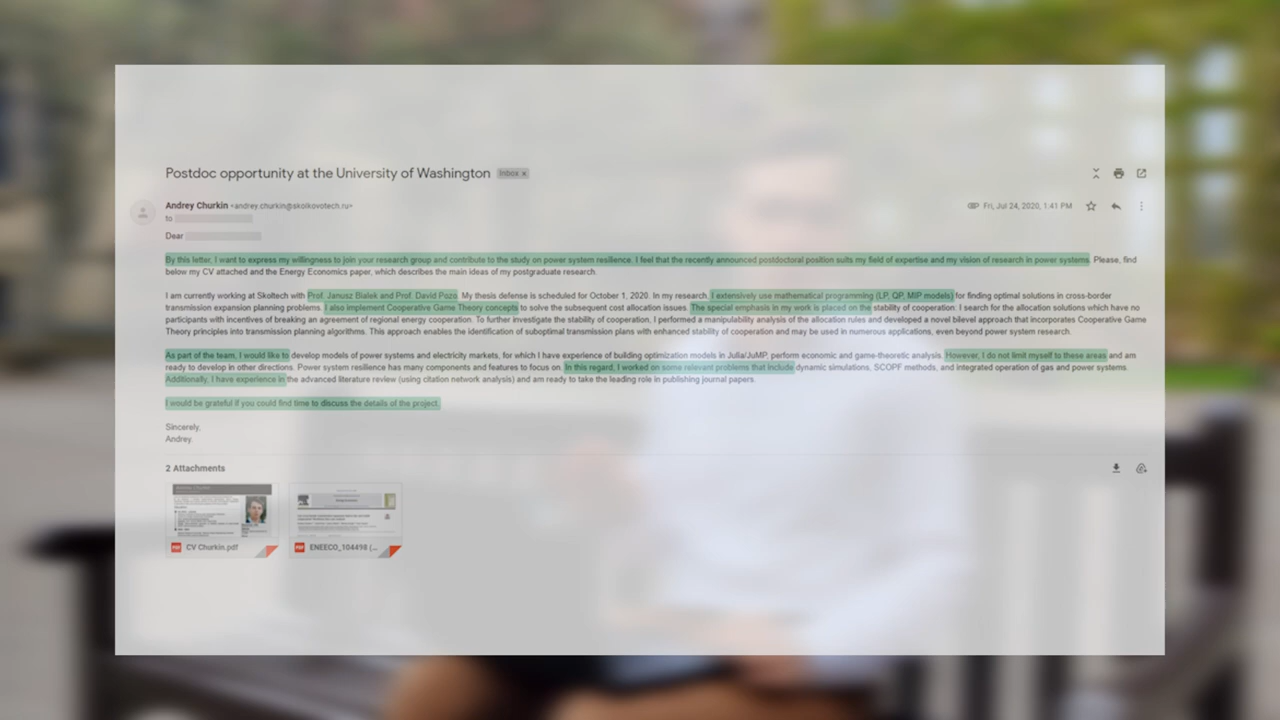 Postdoc opportunity at the University of Washington Inbox x
Andrey Churkin <andrey.churkin@skolkovotech.ru> Fri, Jul 24, 2020, 1:41 PM
to
Dear
By this letter, I want to express my willingness to join your research group and contribute to the study on power system resilience. I feel that the recently announced postdoctoral position suits my field of expertise and my vision of research in power systems. Please, find
below my CV attached and the Energy Economics paper, which describes the main ideas of my postgraduate research.
I am currently working at Skoltech with Prof. Janusz Bialek and Prof. David Pozo. My thesis defense is scheduled for October 1, 2020. In my research, I extensively use mathematical programming (LP, QP, MIP models) for finding optimal solutions in cross-border
transmission expansion planning problems. I also implement Cooperative Game Theory concepts to solve the subsequent cost allocation issues. The special emphasis in my work is placed on the stability of cooperation: I search for the allocation solutions which have no
participants with incentives of breaking an agreement of regional energy cooperation. To further investigate the stability of cooperation, I performed a manipulability analysis of the allocation rules and developed a novel bilevel approach that incorporates Cooperative Game
Theory principles into transmission planning algorithms. This approach enables the identification of suboptimal transmission plans with enhanced stability of cooperation and may be used in numerous applications, even beyond power system research.
As part of the team, I would like to develop models of power systems and electricity markets, for which I have experience of building optimization models in Julia/JuMP, perform economic and game-theoretic analysis. However, I do not limit myself to these areas and am
ready to develop in other directions. Power system resilience has many components and features to focus on. In this regard, I worked on some relevant problems that include dynamic simulations, SCOPF methods, and integrated operation of gas and power systems.
Additionally, I have experience in the advanced literature review (using citation network analysis) and am ready to take the leading role in publishing journal papers.
I would be grateful if you could find time to discuss the details of the project.
Sincerely,
Andrey.
2 Attachments
PDF CV Churkin.pdf PDF ENEECO_104498 (...